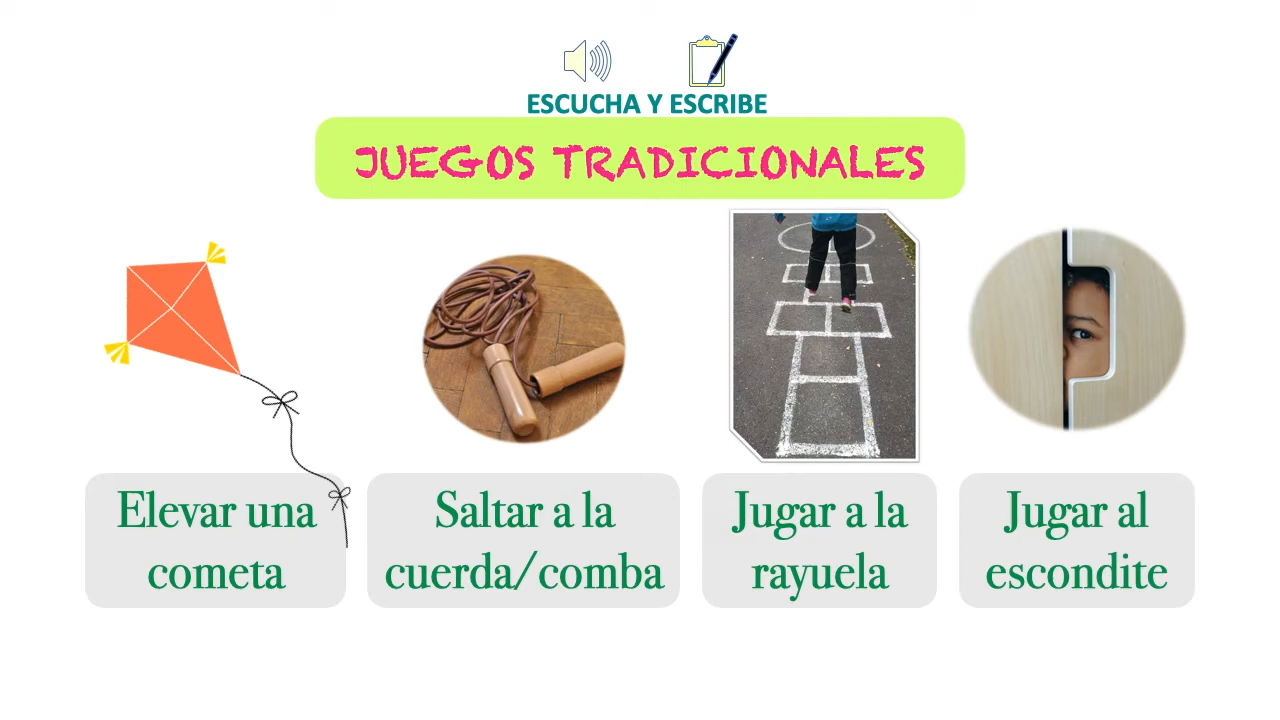 ESCUCHA Y ESCRIBE
JUEGOS TRADICIONALES
Elevar una
cometa
Saltar a la
cuerda/comba
Jugar a la
rayuela
Jugar al
escondite